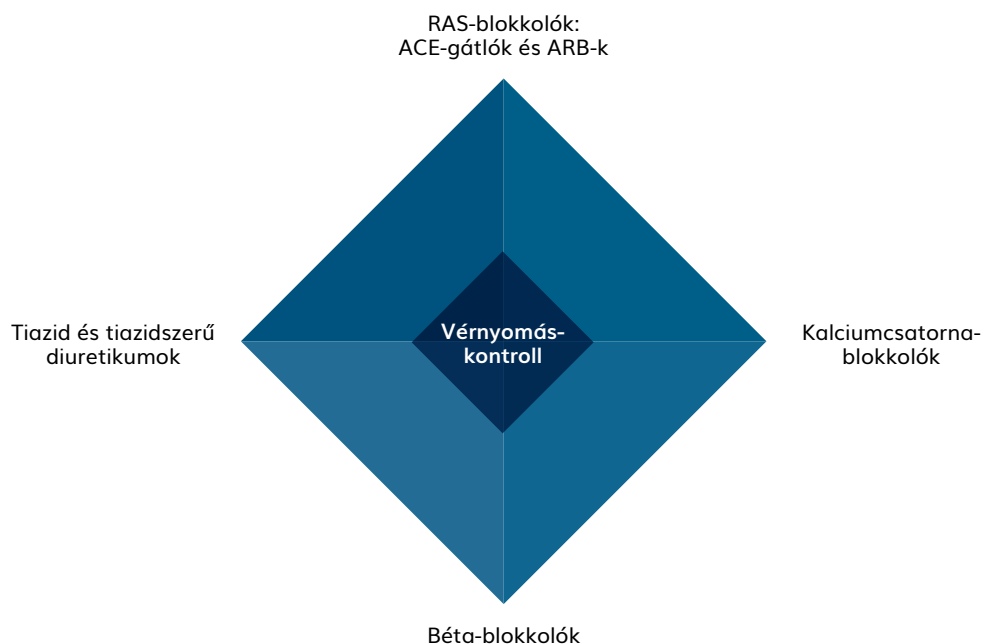 RAS-blokkolók:
ACE-gátlók és ARB-k
Tiazid és tiazidszerű
diuretikumok
Vérnyomás-
kontroll
Kalciumcsatorna-
blokkolók
Béta-blokkolók